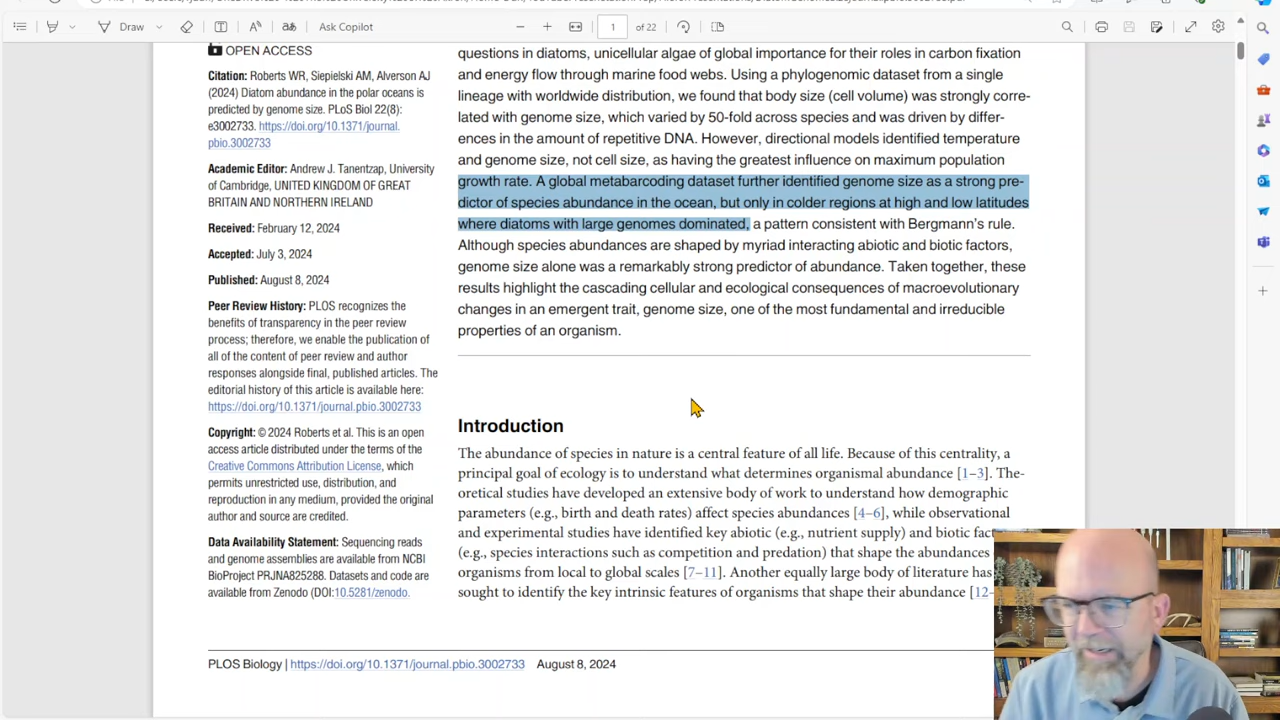 Draw
Ask Copilot
1 of 22
OPEN ACCESS
Citation: Roberts WR, Siepielski AM, Alverson AJ
(2024) Diatom abundance in the polar oceans is
predicted by genome size. PLoS Biol 22(8):
e3002733. https://doi.org/10.1371/journal.
pbio.3002733
Academic Editor: Andrew J. Tanentzap, University
of Cambridge, UNITED KINGDOM OF GREAT
BRITAIN AND NORTHERN IRELAND
Received: February 12, 2024
Accepted: July 3, 2024
Published: August 8, 2024
Peer Review History: PLOS recognizes the
benefits of transparency in the peer review
process; therefore, we enable the publication of
all of the content of peer review and author
responses alongside final, published articles. The
editorial history of this article is available here:
https://doi.org/10.1371/journal.pbio.3002733
Copyright: © 2024 Roberts et al. This is an open
access article distributed under the terms of the
Creative Commons Attribution License, which
permits unrestricted use, distribution, and
reproduction in any medium, provided the original
author and source are credited.
Data Availability Statement: Sequencing reads
and genome assemblies are available from NCBI
BioProject PRJNA825288. Datasets and code are
available from Zenodo (DOI:10.5281/zenodo.
questions in diatoms, unicellular algae of global importance for their roles in carbon fixation
and energy flow through marine food webs. Using a phylogenomic dataset from a single
lineage with worldwide distribution, we found that body size (cell volume) was strongly corre-
lated with genome size, which varied by 50-fold across species and was driven by differ-
ences in the amount of repetitive DNA. However, directional models identified temperature
and genome size, not cell size, as having the greatest influence on maximum population
growth rate. A global metabarcoding dataset further identified genome size as a strong pre-
dictor of species abundance in the ocean, but only in colder regions at high and low latitudes
where diatoms with large genomes dominated, a pattern consistent with Bergmann's rule.
Although species abundances are shaped by myriad interacting abiotic and biotic factors,
genome size alone was a remarkably strong predictor of abundance. Taken together, these
results highlight the cascading cellular and ecological consequences of macroevolutionary
changes in an emergent trait, genome size, one of the most fundamental and irreducible
properties of an organism.
Introduction
The abundance of species in nature is a central feature of all life. Because of this centrality, a
principal goal of ecology is to understand what determines organismal abundance [1–3]. The-
oretical studies have developed an extensive body of work to understand how demographic
parameters (e.g., birth and death rates) affect species abundances [4–6], while observational
and experimental studies have identified key abiotic (e.g., nutrient supply) and biotic fact
(e.g., species interactions such as competition and predation) that shape the abundances
organisms from local to global scales [7–11]. Another equally large body of literature has
sought to identify the key intrinsic features of organisms that shape their abundance [12–
PLOS Biology | https://doi.org/10.1371/journal.pbio.3002733 August 8, 2024